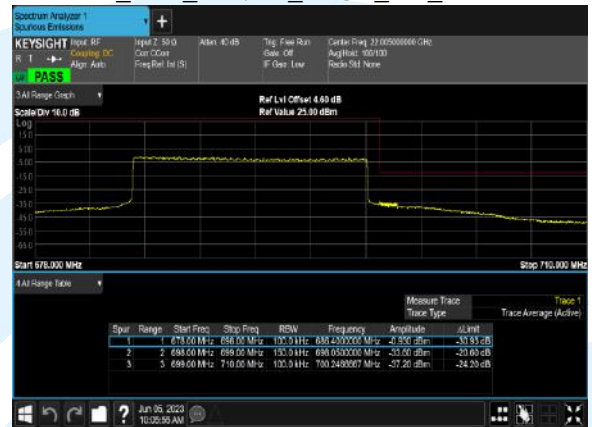 Spectrum Analyzer 1
Spurious Emissions
KEYSIGHT Input: RF Input Z: 50 Ω Atten: 40 dB Trig: Free Run Center Freq: 22.005000000 GHz
R T Coupling: DC Corr CCorr Gate: Off Avg|Hold: 100/100
Align: Auto Freq Ref: Int (S) IF Gain: Low Radio Std: None
PASS
3 All Range Graph
Ref Lvl Offset 4.60 dB
Scale/Div 10.0 dB Ref Value 25.00 dBm
Log
15.0
5.00
-5.00
-15.0
-25.0
-35.0
-45.0
-55.0
-65.0
Start 678.000 MHz Stop 710.000 MHz
4 All Range Table
Measure Trace Trace 1
Trace Type Trace Average (Active)
Spur Range Start Freq Stop Freq RBW Frequency Amplitude ΔLimit
1 1 678.00 MHz 698.00 MHz 100.0 kHz 688.4000000 MHz -30.93 dB
2 2 698.00 MHz 699.00 MHz 698.0500000 MHz -33.60 dBm -20.60 dB
3 3 699.00 MHz 710.00 MHz 100.0 kHz 700.2466667 MHz -37.20 dBm -24.20 dB
Jun 05, 2023
10:05:55 AM